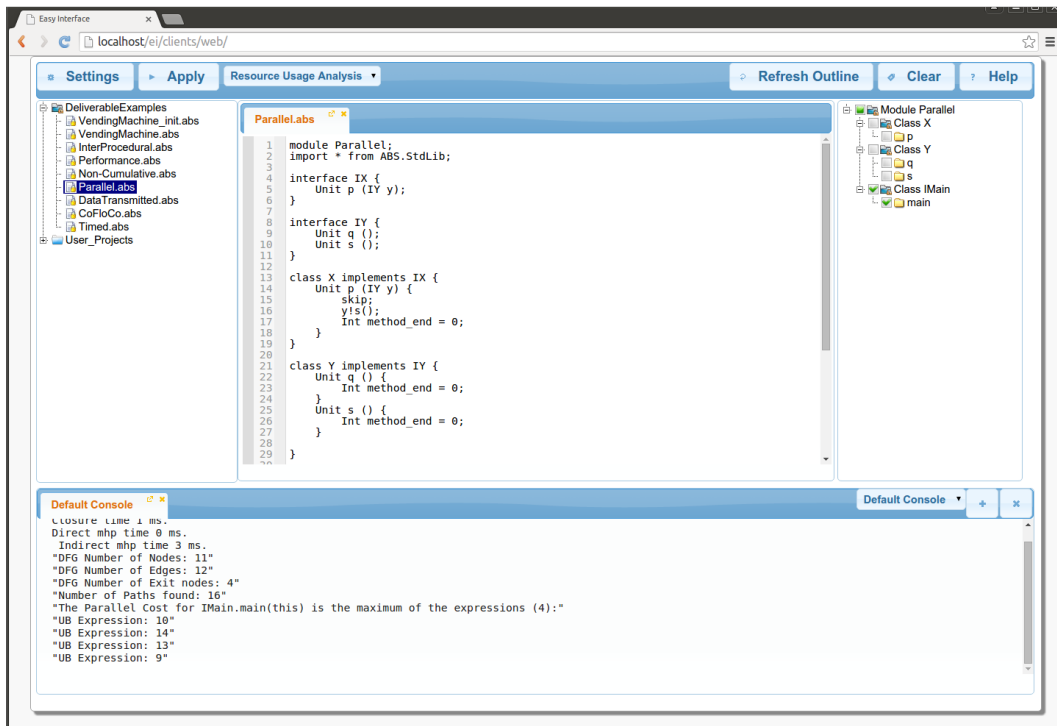 Easy Interface
localhost/ei/clients/web/
Settings Apply Resource Usage Analysis Refresh Outline Clear ? Help
DeliverableExamples
VendingMachine_init.abs
VendingMachine.abs
InterProcedural.abs
Performance.abs
Non-Cumulative.abs
Parallel.abs
DataTransmitted.abs
CoFloCo.abs
Timed.abs
User_Projects
Parallel.abs
1 module Parallel;
2 import * from ABS.StdLib;
3
4 interface IX {
5 Unit p (IY y);
6 }
7
8 interface IY {
9 Unit q ();
10 Unit s ();
11 }
12
13 class X implements IX {
14 Unit p (IY y) {
15 skip;
16 y!s();
17 Int method_end = 0;
18 }
19 }
20
21 class Y implements IY {
22 Unit q () {
23 Int method_end = 0;
24 }
25 Unit s () {
26 Int method_end = 0;
27 }
28
29 }
Module Parallel
Class X
p
Class Y
q
s
Class IMain
main
Default Console
Default Console
Closure time 1 ms.
Direct mhp time 0 ms.
Indirect mhp time 3 ms.
"DFG Number of Nodes: 11"
"DFG Number of Edges: 12"
"DFG Number of Exit nodes: 4"
"Number of Paths found: 16"
"The Parallel Cost for IMain.main(this) is the maximum of the expressions (4):"
"UB Expression: 10"
"UB Expression: 14"
"UB Expression: 13"
"UB Expression: 9"